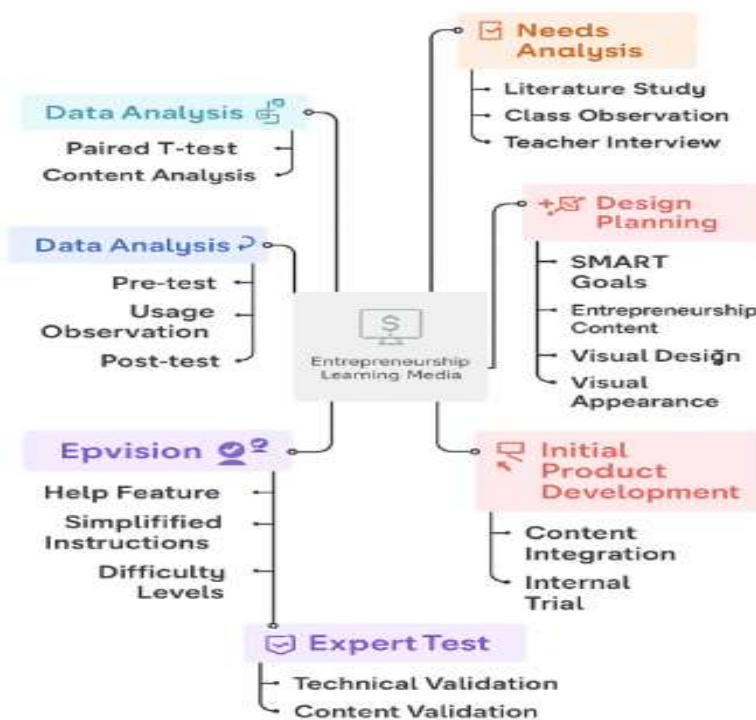 Needs
Analysis
Literature Study
Class Observation
Teacher Interview
Design
Planning
SMART
Goals
Entrepreneurship
Content
Visual Design
Visual
Appearance
Initial
Product
Development
Content
Integration
Internal
Trial
Expert Test
Technical Validation
Content Validation
Epvision
Help Feature
Simplifified
Instructions
Difficulty
Levels
Data Analysis
Pre-test
Usage
Observation
Post-test
Data Analysis
Paired T-test
Content Analysis
$
Entrepreneurship
Learning Media